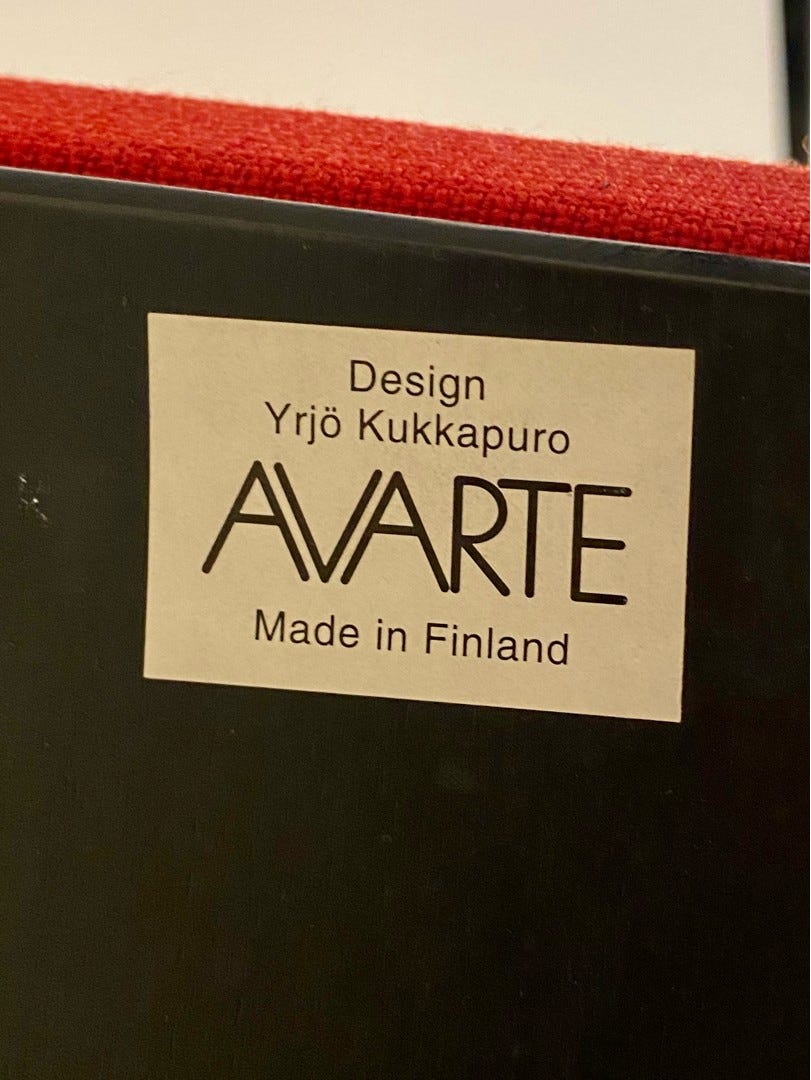 Design
Yrjö Kukkapuro
AVARTE
Made in Finland